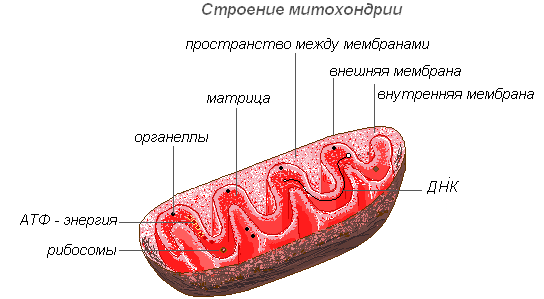 Строение митохондрии
пространство между мембранами
внешняя мембрана
внутренняя мембрана
матрица
органеллы
ДНК
АТФ - энергия
рибосомы